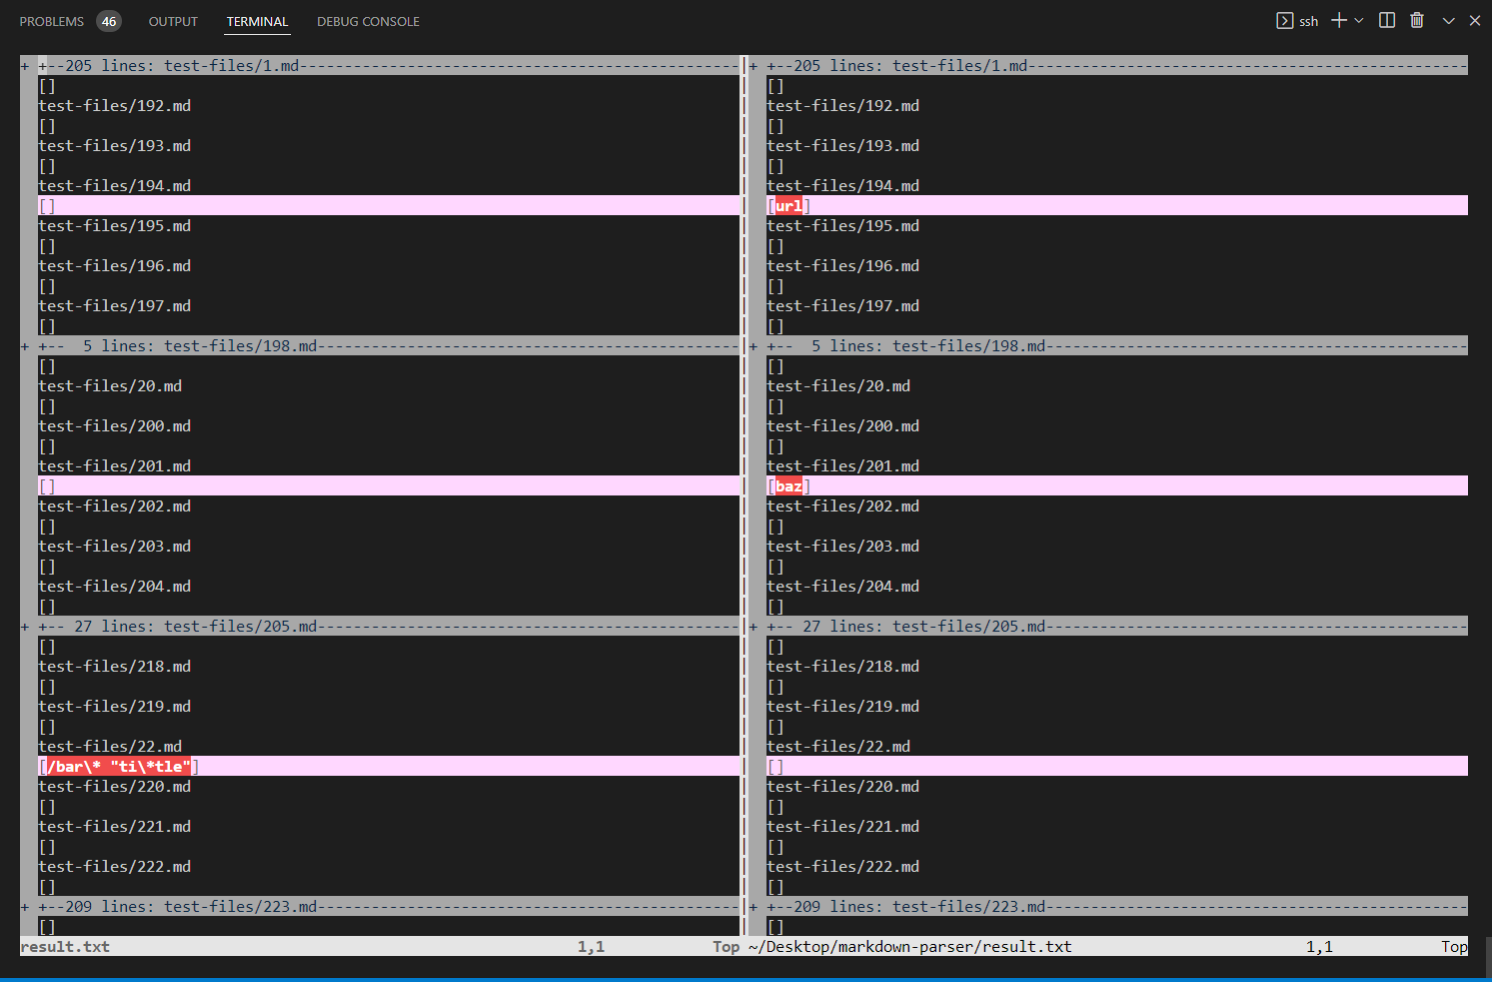 PROBLEMS 46 OUTPUT TERMINAL DEBUG CONSOLE ssh
+ +--205 lines: test-files/1.md-------------------------------------------------
[]
test-files/192.md
[]
test-files/193.md
[]
test-files/194.md
[]
test-files/195.md
[]
test-files/196.md
[]
test-files/197.md
[]
+ +--  5 lines: test-files/198.md-----------------------------------------------
[]
test-files/20.md
[]
test-files/200.md
[]
test-files/201.md
[]
test-files/202.md
[]
test-files/203.md
[]
test-files/204.md
[]
+ +-- 27 lines: test-files/205.md-----------------------------------------------
[]
test-files/218.md
[]
test-files/219.md
[]
test-files/22.md
[/bar\* "ti\*tle"]
test-files/220.md
[]
test-files/221.md
[]
test-files/222.md
[]
+ +--209 lines: test-files/223.md-----------------------------------------------
[]
result.txt 1,1 Top
+ +--205 lines: test-files/1.md-------------------------------------------------
[]
test-files/192.md
[]
test-files/193.md
[]
test-files/194.md
[url]
test-files/195.md
[]
test-files/196.md
[]
test-files/197.md
[]
+ +--  5 lines: test-files/198.md-----------------------------------------------
[]
test-files/20.md
[]
test-files/200.md
[]
test-files/201.md
[baz]
test-files/202.md
[]
test-files/203.md
[]
test-files/204.md
[]
+ +-- 27 lines: test-files/205.md-----------------------------------------------
[]
test-files/218.md
[]
test-files/219.md
[]
test-files/22.md
[]
test-files/220.md
[]
test-files/221.md
[]
test-files/222.md
[]
+ +--209 lines: test-files/223.md-----------------------------------------------
[]
~/Desktop/markdown-parser/result.txt 1,1 Top